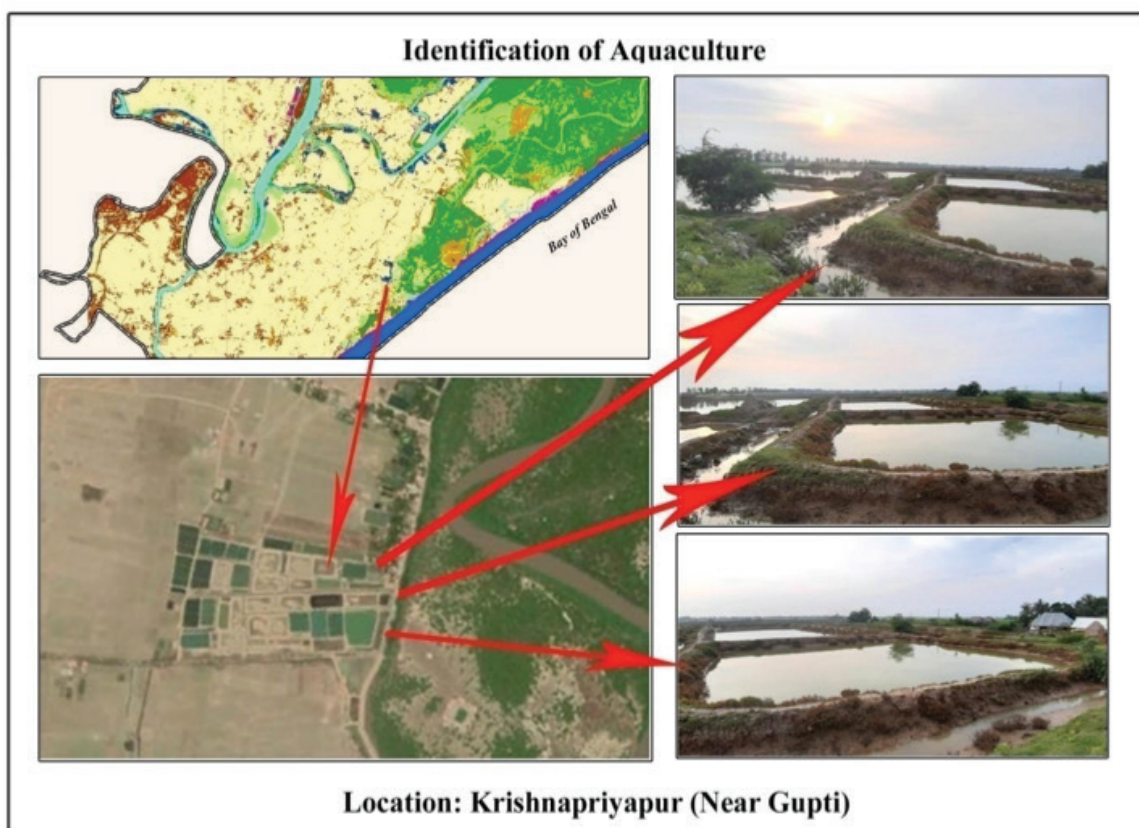 Identification of Aquaculture
Bay of Bengal
Location: Krishnapriyapur (Near Gupti)